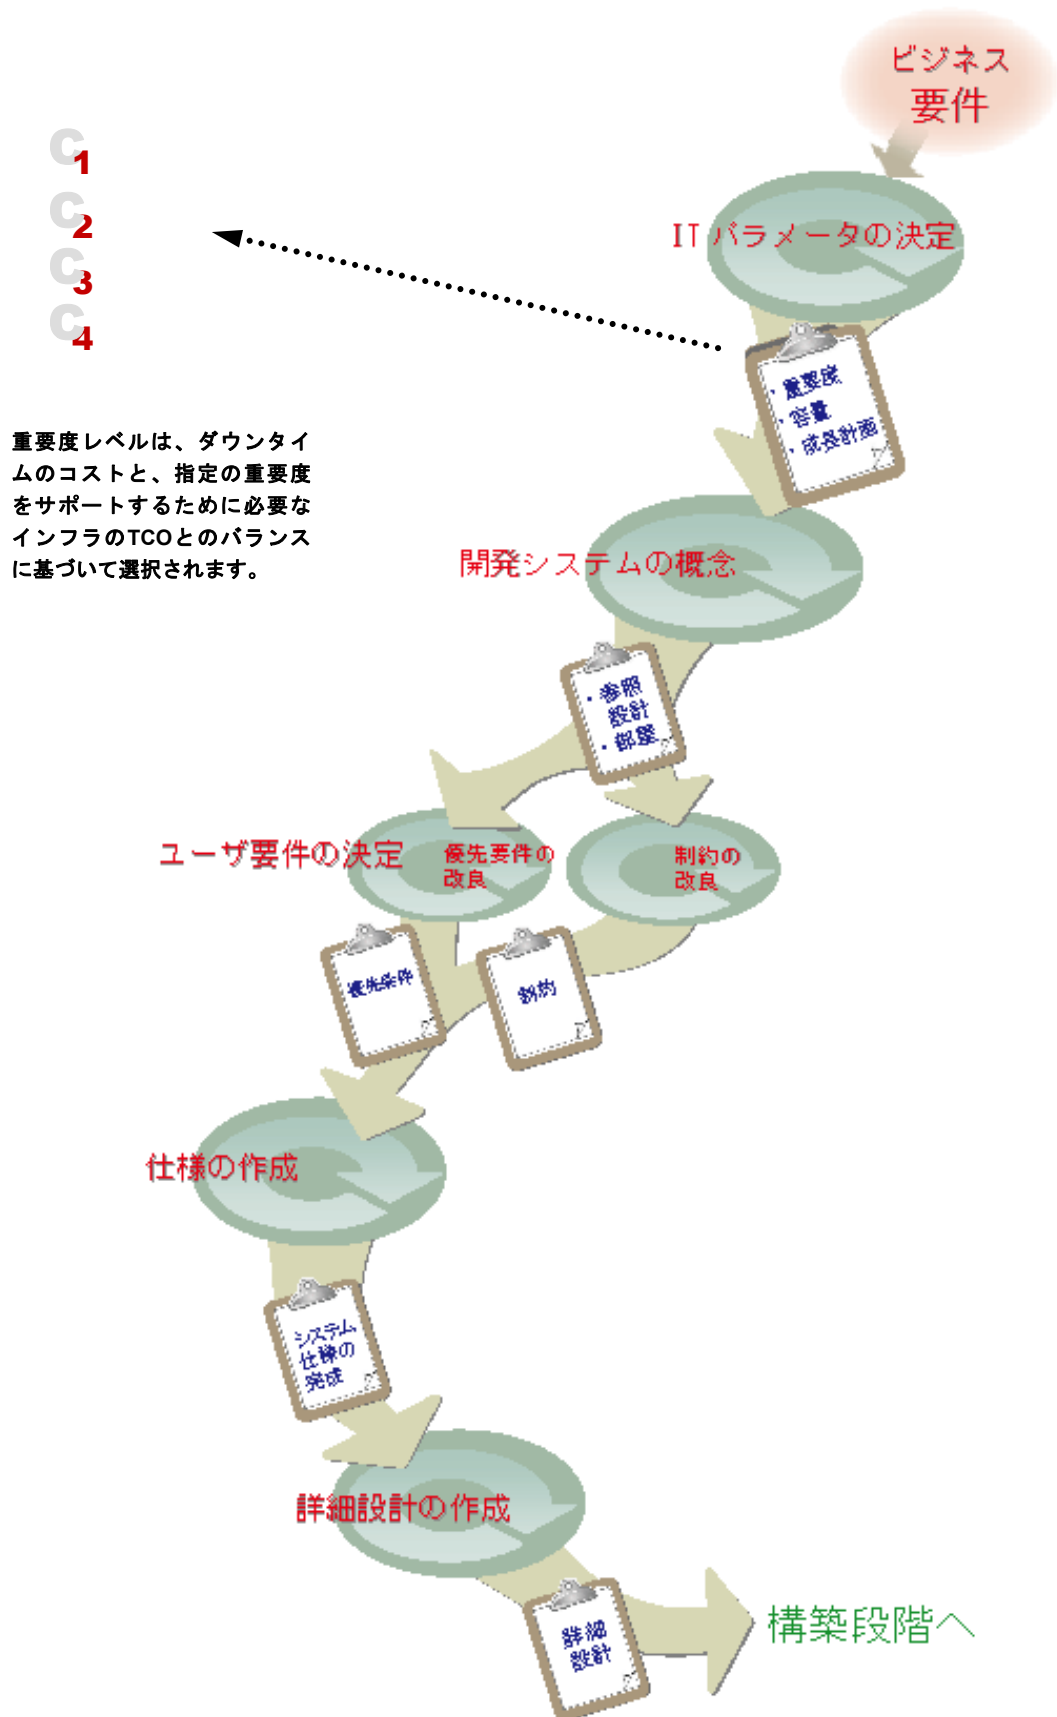 ビジネス
要件
C1
C2
C3
C4
IT パラメータの決定
・重要度
・容量
・成長計画
重要度レベルは、ダウンタイ
ムのコストと、指定の重要度
をサポートするために必要な
インフラのTCOとのバランス
に基づいて選択されます。
開発システムの概念
・参照
設計
・部屋
ユーザ要件の決定
優先要件の
改良
制約の
改良
優先条件
制約
仕様の作成
システム
仕様の
完成
詳細設計の作成
詳細
設計
構築段階へ